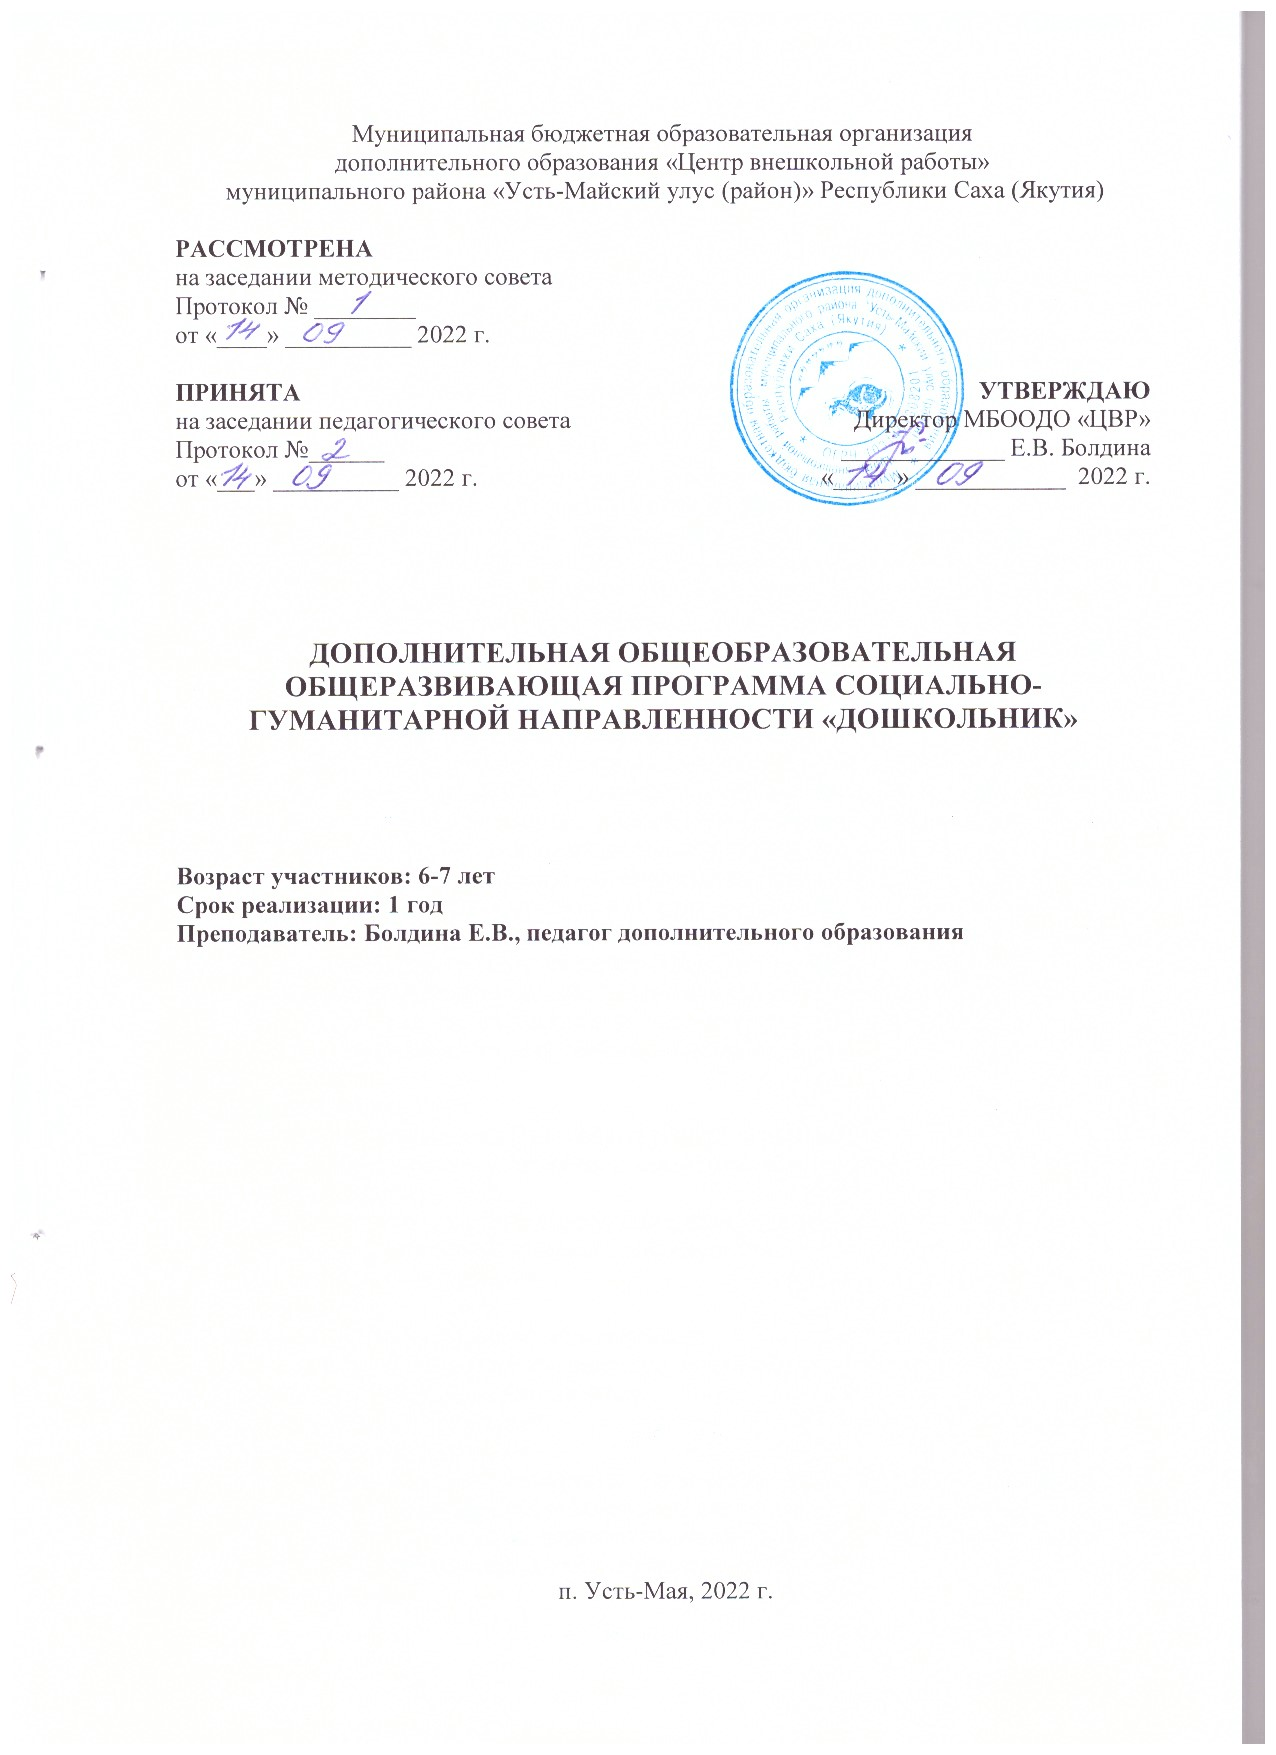 Муниципальная бюджетная образовательная организация
дополнительного образования «Центр внешкольной работы»
муниципального района «Усть-Майский улус (район)» Республики Саха (Якутия)
РАССМОТРЕНА
на заседании методического совета
Протокол № 1
от «14» 09 2022 г.
ПРИНЯТА
на заседании педагогического совета
Протокол № 2
от «14» 09 2022 г.
УТВЕРЖДАЮ
Директор МБООДО «ЦВР»
Е.В. Болдина
«14» 09 2022 г.
ДОПОЛНИТЕЛЬНАЯ ОБЩЕОБРАЗОВАТЕЛЬНАЯ
ОБЩЕРАЗВИВАЮЩАЯ ПРОГРАММА СОЦИАЛЬНО-
ГУМАНИТАРНОЙ НАПРАВЛЕННОСТИ «ДОШКОЛЬНИК»
Возраст участников: 6-7 лет
Срок реализации: 1 год
Преподаватель: Болдина Е.В., педагог дополнительного образования
п. Усть-Мая, 2022 г.